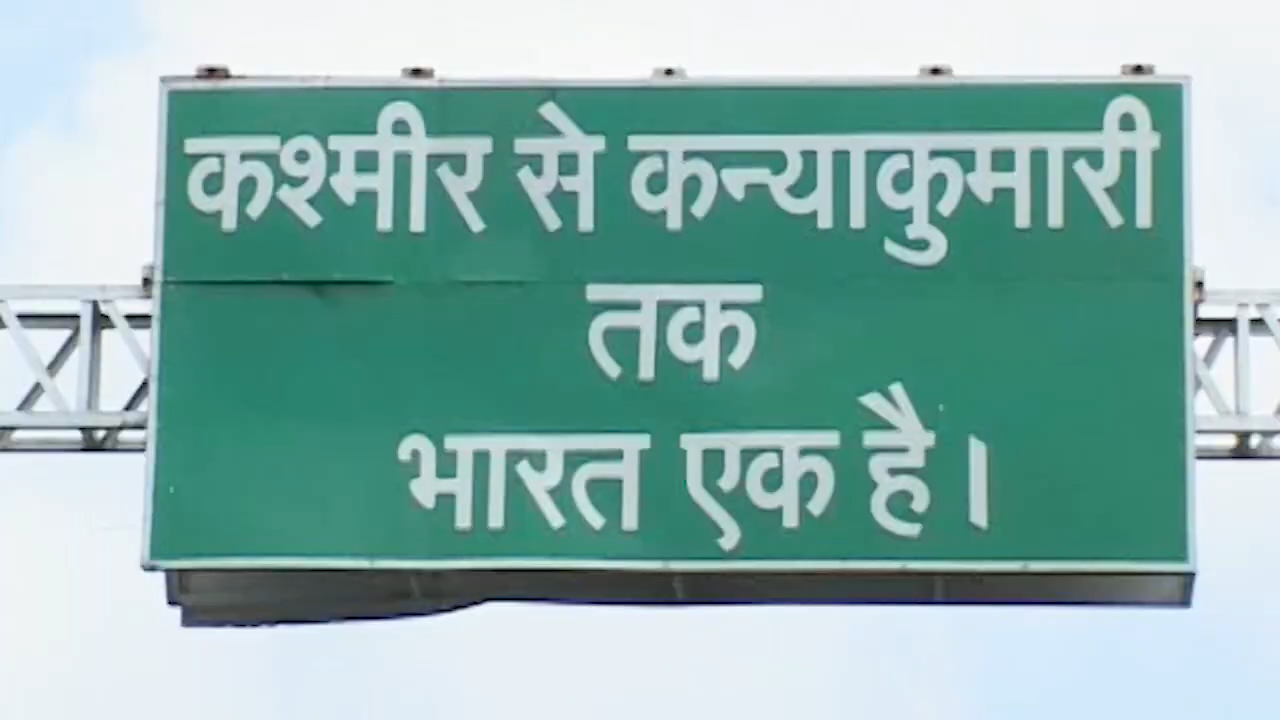 कश्मीर से कन्याकुमारी
तक
भारत एक है।